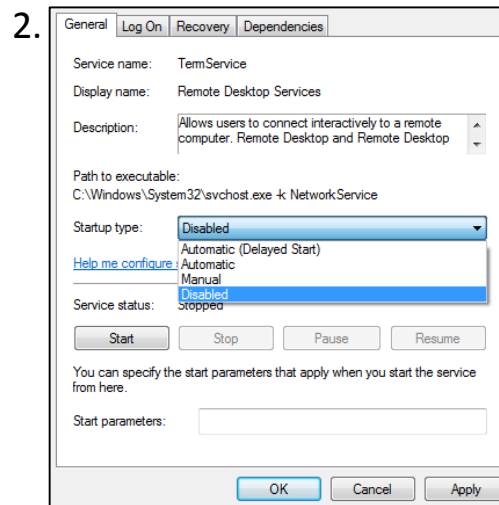 2.
General Log On Recovery Dependencies
Service name: TermService
Display name: Remote Desktop Services
Description: Allows users to connect interactively to a remote
computer. Remote Desktop and Remote Desktop
Path to executable:
C:\Windows\System32\svchost.exe -k NetworkService
Startup type: Disabled
Automatic (Delayed Start)
Help me configure Automatic
Manual
Disabled
Service status: Stopped
Start Stop Pause Resume
You can specify the start parameters that apply when you start the service
from here.
Start parameters:
OK Cancel Apply